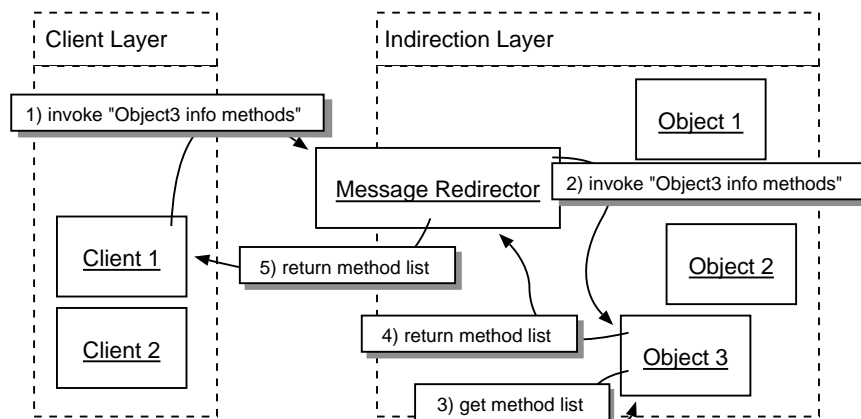 Client Layer
Indirection Layer
1) invoke "Object3 info methods"
Object 1
Message Redirector
2) invoke "Object3 info methods"
Client 1
5) return method list
Object 2
4) return method list
Client 2
Object 3
3) get method list